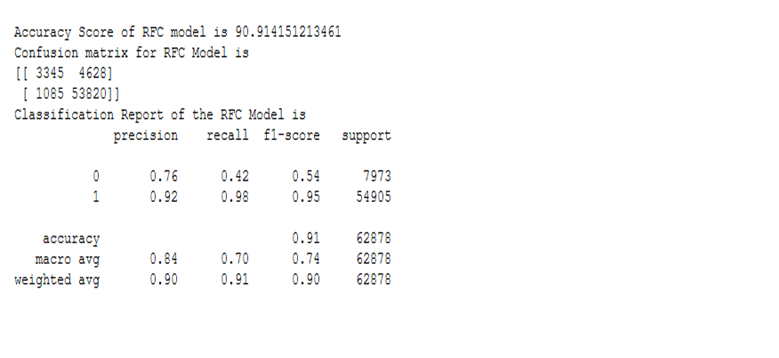 Accuracy Score of RFC model is 90.914151213461
Confusion matrix for RFC Model is
[[ 3345  4628]
 [ 1085 53820]]
Classification Report of the RFC Model is
              precision    recall  f1-score   support

           0       0.76      0.42      0.54      7973
           1       0.92      0.98      0.95     54905

    accuracy                           0.91     62878
   macro avg       0.84      0.70      0.74     62878
weighted avg       0.90      0.91      0.90     62878